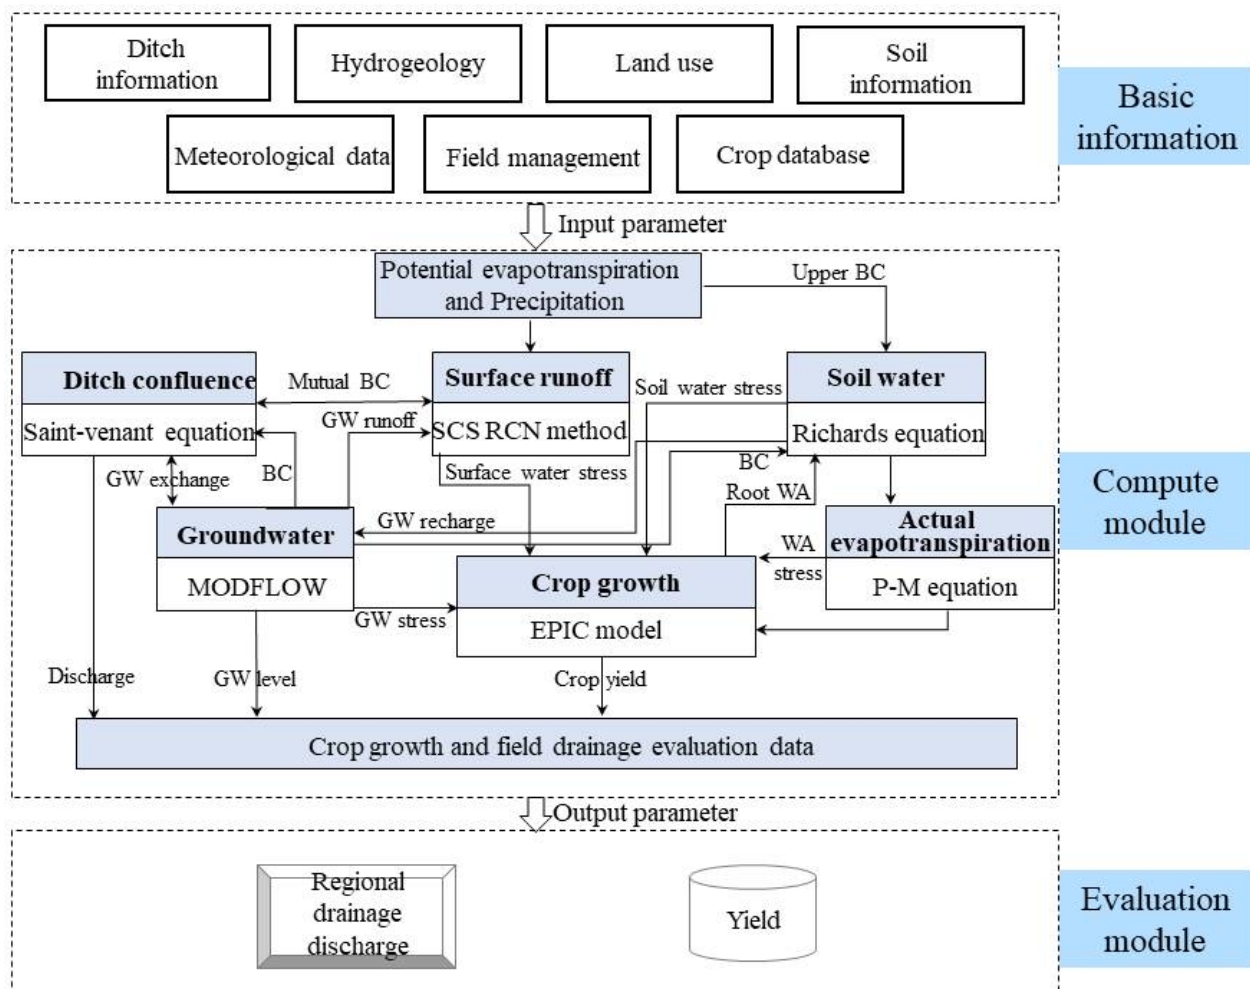 Ditch
information
Hydrogeology
Land use
Soil
information
Meteorological data
Field management
Crop database
Basic
information
Input parameter
Potential evapotranspiration
and Precipitation
Upper BC
Ditch confluence
Mutual BC
Surface runoff
Soil water stress
Soil water
GW runoff
Saint-venant equation
SCS RCN method
Richards equation
GW exchange
BC
Surface water stress
BC
Root WA
Compute
module
Groundwater
GW recharge
Actual
evapotranspiration
WA
stress
MODFLOW
Crop growth
P-M equation
GW stress
EPIC model
Discharge
GW level
Crop yield
Crop growth and field drainage evaluation data
Output parameter
Regional
drainage
discharge
Yield
Evaluation
module